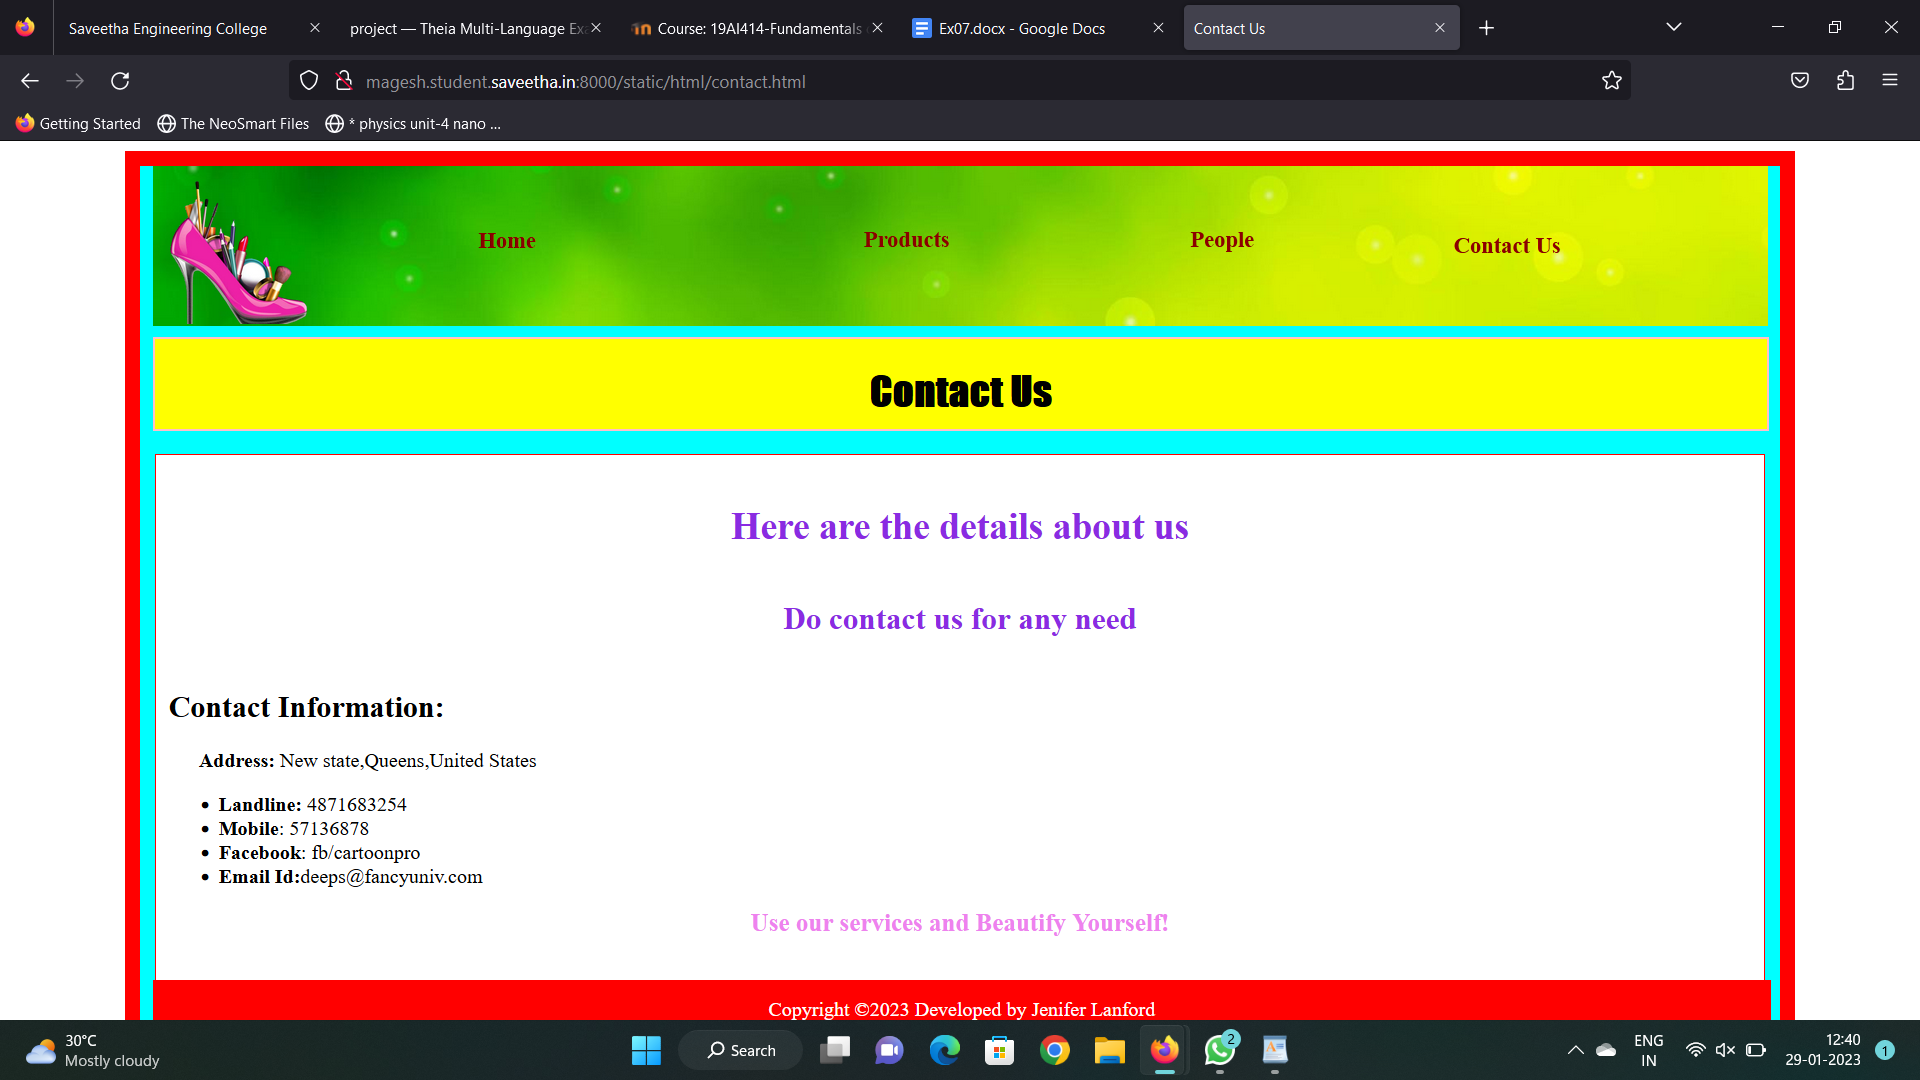 Saveetha Engineering College
project — Theia Multi-Language Ex
Course: 19AI414-Fundamentals
Ex07.docx - Google Docs
Contact Us
magesh.student.saveetha.in:8000/static/html/contact.html
Getting Started
The NeoSmart Files
* physics unit-4 nano ...
Home
Products
People
Contact Us
Contact Us
Here are the details about us
Do contact us for any need
Contact Information:
Address: New state,Queens,United States
• Landline: 4871683254
• Mobile: 57136878
• Facebook: fb/cartoonpro
• Email Id:deeps@fancyuniv.com
Use our services and Beautify Yourself!
Copyright ©2023 Developed by Jenifer Lanford
30°C
Mostly cloudy
Search
2
ENG
IN
12:40
29-01-2023
1